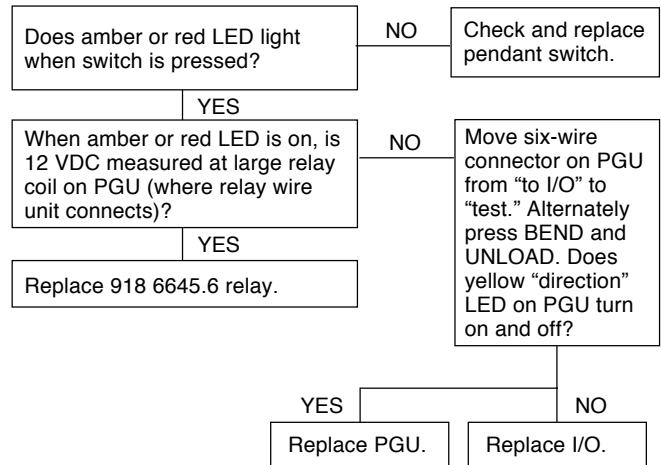 Does amber or red LED light
when switch is pressed?
NO
Check and replace
pendant switch.
YES
When amber or red LED is on, is
12 VDC measured at large relay
coil on PGU (where relay wire
unit connects)?
NO
Move six-wire
connector on PGU
from “to I/O” to
“test.” Alternately
press BEND and
UNLOAD. Does
yellow “direction”
LED on PGU turn
on and off?
YES
Replace 918 6645.6 relay.
YES
NO
Replace PGU.
Replace I/O.